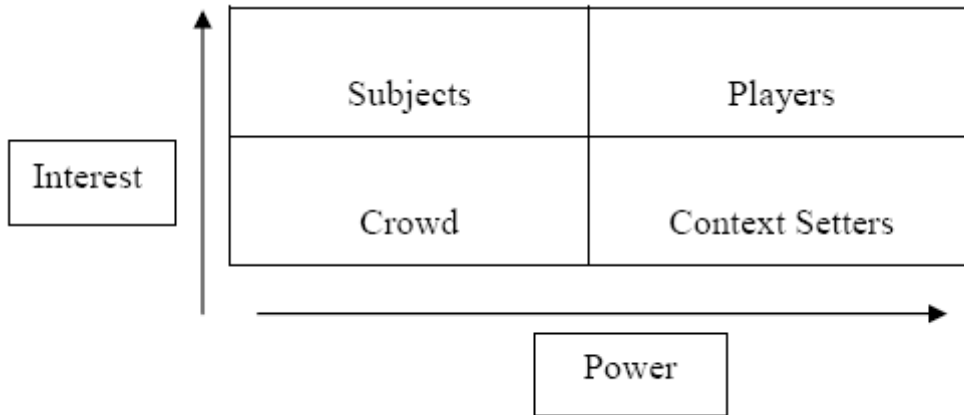 Subjects
Players
Interest
Crowd
Context Setters
Power